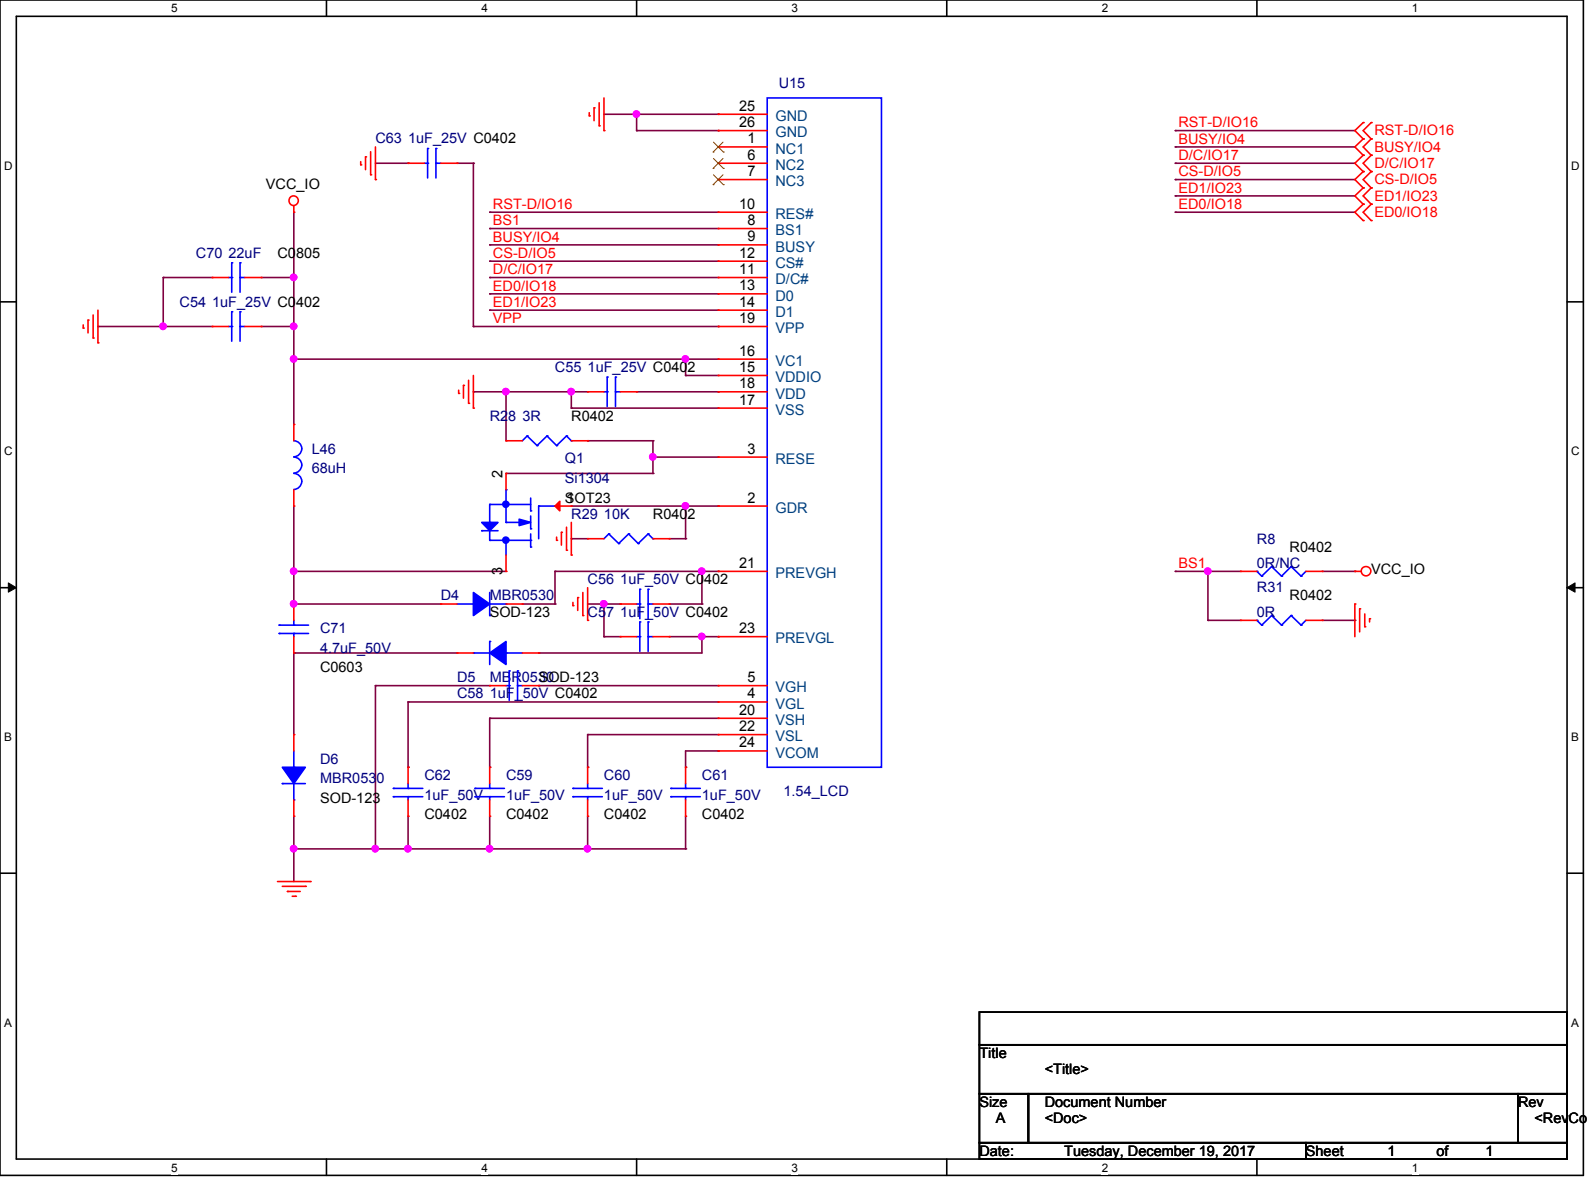 5 4 3 2 1
D
C
B
A
U15
25 GND
26 GND
1 NC1
6 NC2
7 NC3
10 RES#
8 BS1
9 BUSY
12 CS#
11 D/C#
13 D0
14 D1
19 VPP
16 VC1
15 VDDIO
18 VDD
17 VSS
3 RESE
2 GDR
21 PREVGH
23 PREVGL
5 VGH
4 VGL
20 VSH
22 VSL
24 VCOM
1.54_LCD
C63 1uF_25V C0402
VCC_IO
RST-D/IO16
BS1
BUSY/IO4
CS-D/IO5
D/C/IO17
ED0/IO18
ED1/IO23
VPP
C70 22uF C0805
C54 1uF_25V C0402
C55 1uF_25V C0402
R28 3R R0402
L46
68uH
Q1
Si1304
SOT23
2
1
3
R29 10K R0402
C56 1uF_50V C0402
D4 MBR0530
SOD-123
C57 1uF_50V C0402
C71
4.7uF_50V
C0603
D5 MBR0530 SOD-123
C58 1uF_50V C0402
D6
MBR0530
SOD-123
C62
1uF_50V
C0402
C59
1uF_50V
C0402
C60
1uF_50V
C0402
C61
1uF_50V
C0402
RST-D/IO16 RST-D/IO16
BUSY/IO4 BUSY/IO4
D/C/IO17 D/C/IO17
CS-D/IO5 CS-D/IO5
ED1/IO23 ED1/IO23
ED0/IO18 ED0/IO18
R8
R0402
BS1 0R/NC VCC_IO
R31
R0402
0R
D
C
B
A
Title
<Title>
Size Document Number Rev
A <Doc> <RevCo
Date: Tuesday, December 19, 2017 Sheet 1 of 1
5 4 3 2 1